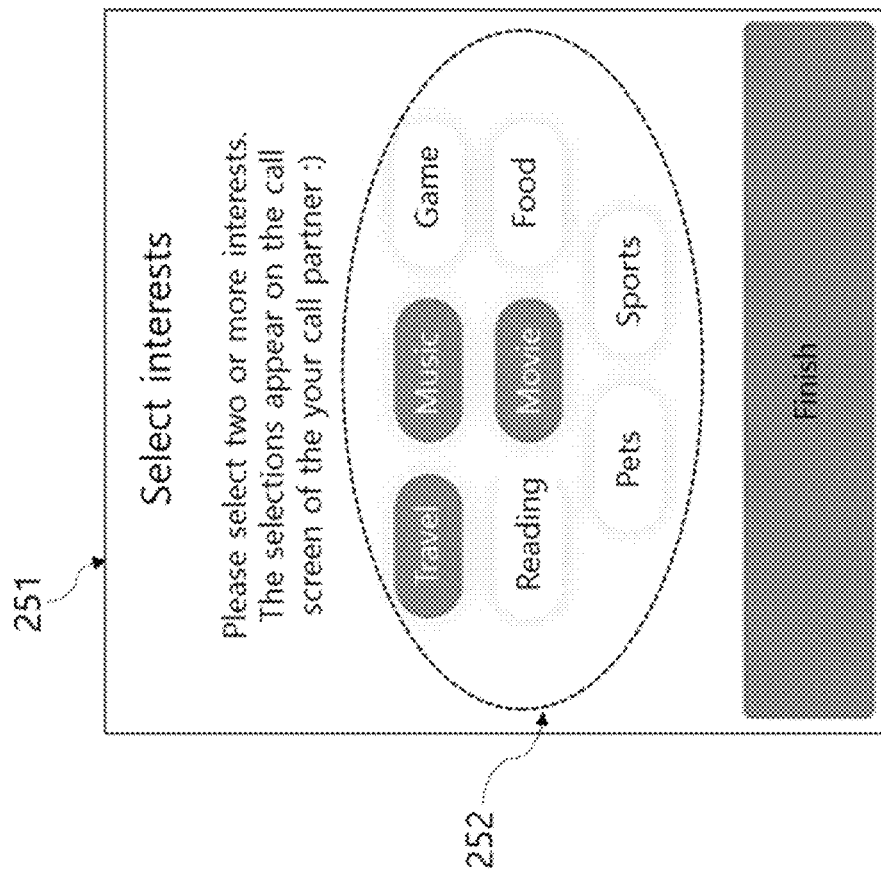 251
Select interests
Please select two or more interests.
The selections appear on the call
screen of the your call partner :)
Travel Music Game
Reading Movie Food
Pets Sports
252
Finish